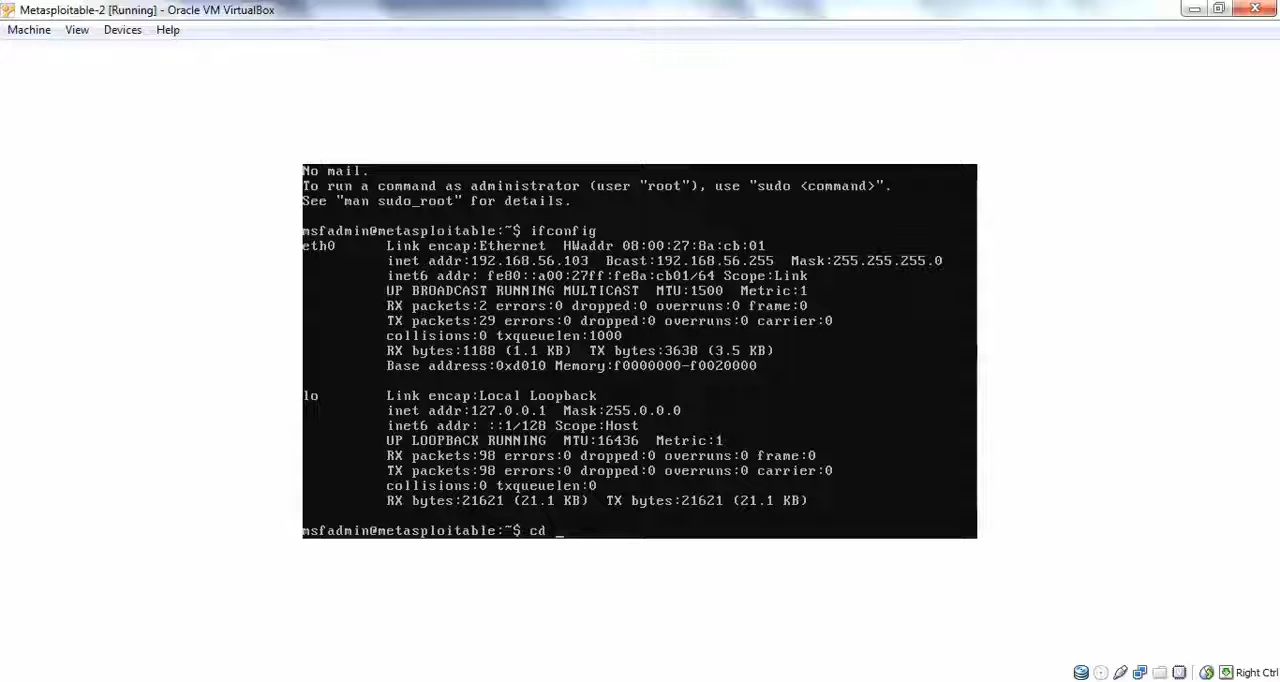 Metasploitable-2 [Running] - Oracle VM VirtualBox
Machine View Devices Help
No mail.
To run a command as administrator (user "root"), use "sudo <command>".
See "man sudo_root" for details.
msfadmin@metasploitable:~$ ifconfig
eth0 Link encap:Ethernet HWaddr 08:00:27:8a:cb:01
inet addr:192.168.56.103 Bcast:192.168.56.255 Mask:255.255.255.0
inet6 addr: fe80::a00:27ff:fe8a:cb01/64 Scope:Link
UP BROADCAST RUNNING MULTICAST MTU:1500 Metric:1
RX packets:2 errors:0 dropped:0 overruns:0 frame:0
TX packets:29 errors:0 dropped:0 overruns:0 carrier:0
collisions:0 txqueuelen:1000
RX bytes:1188 (1.1 KB) TX bytes:3638 (3.5 KB)
Base address:0xd010 Memory:f0000000-f0020000
lo Link encap:Local Loopback
inet addr:127.0.0.1 Mask:255.0.0.0
inet6 addr: ::1/128 Scope:Host
UP LOOPBACK RUNNING MTU:16436 Metric:1
RX packets:98 errors:0 dropped:0 overruns:0 frame:0
TX packets:98 errors:0 dropped:0 overruns:0 carrier:0
collisions:0 txqueuelen:0
RX bytes:21621 (21.1 KB) TX bytes:21621 (21.1 KB)
msfadmin@metasploitable:~$ cd _
Right Ctrl